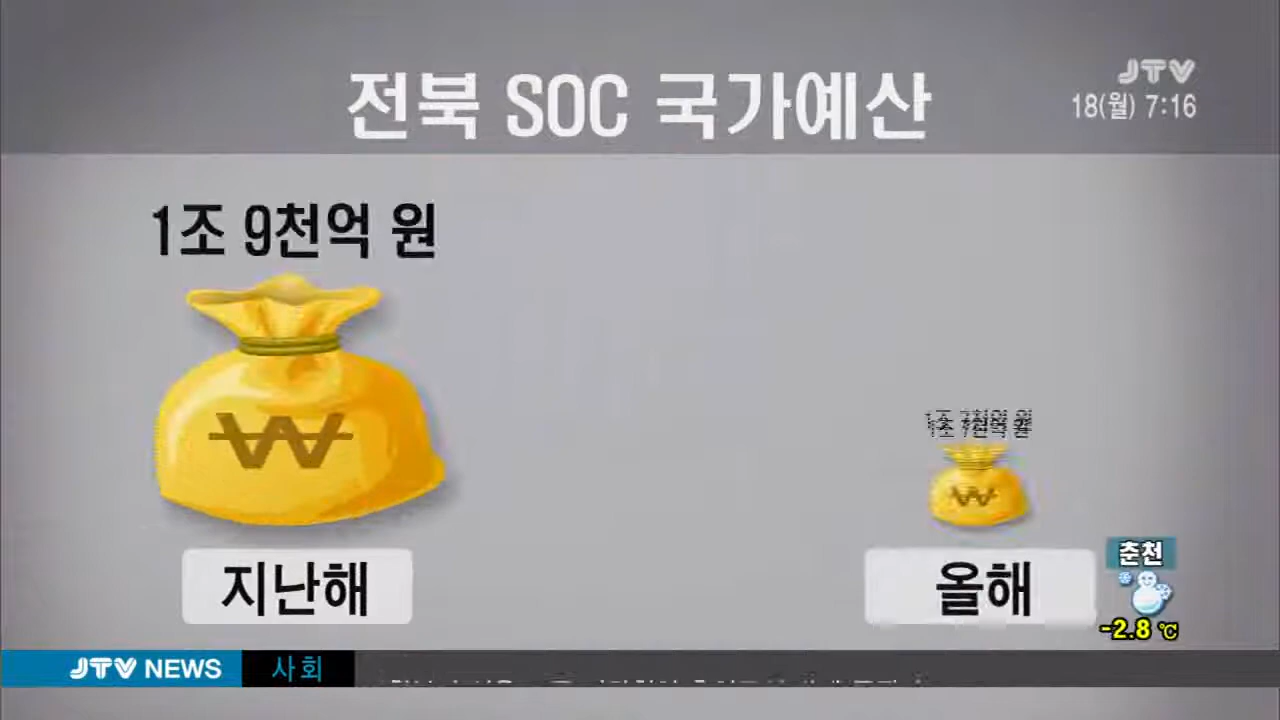 전북 SOC 국가예산
JTV
18(월) 7:16
1조 9천억 원
W
W
지난해
올해
춘천
-2.8 ℃
JTV NEWS
사회